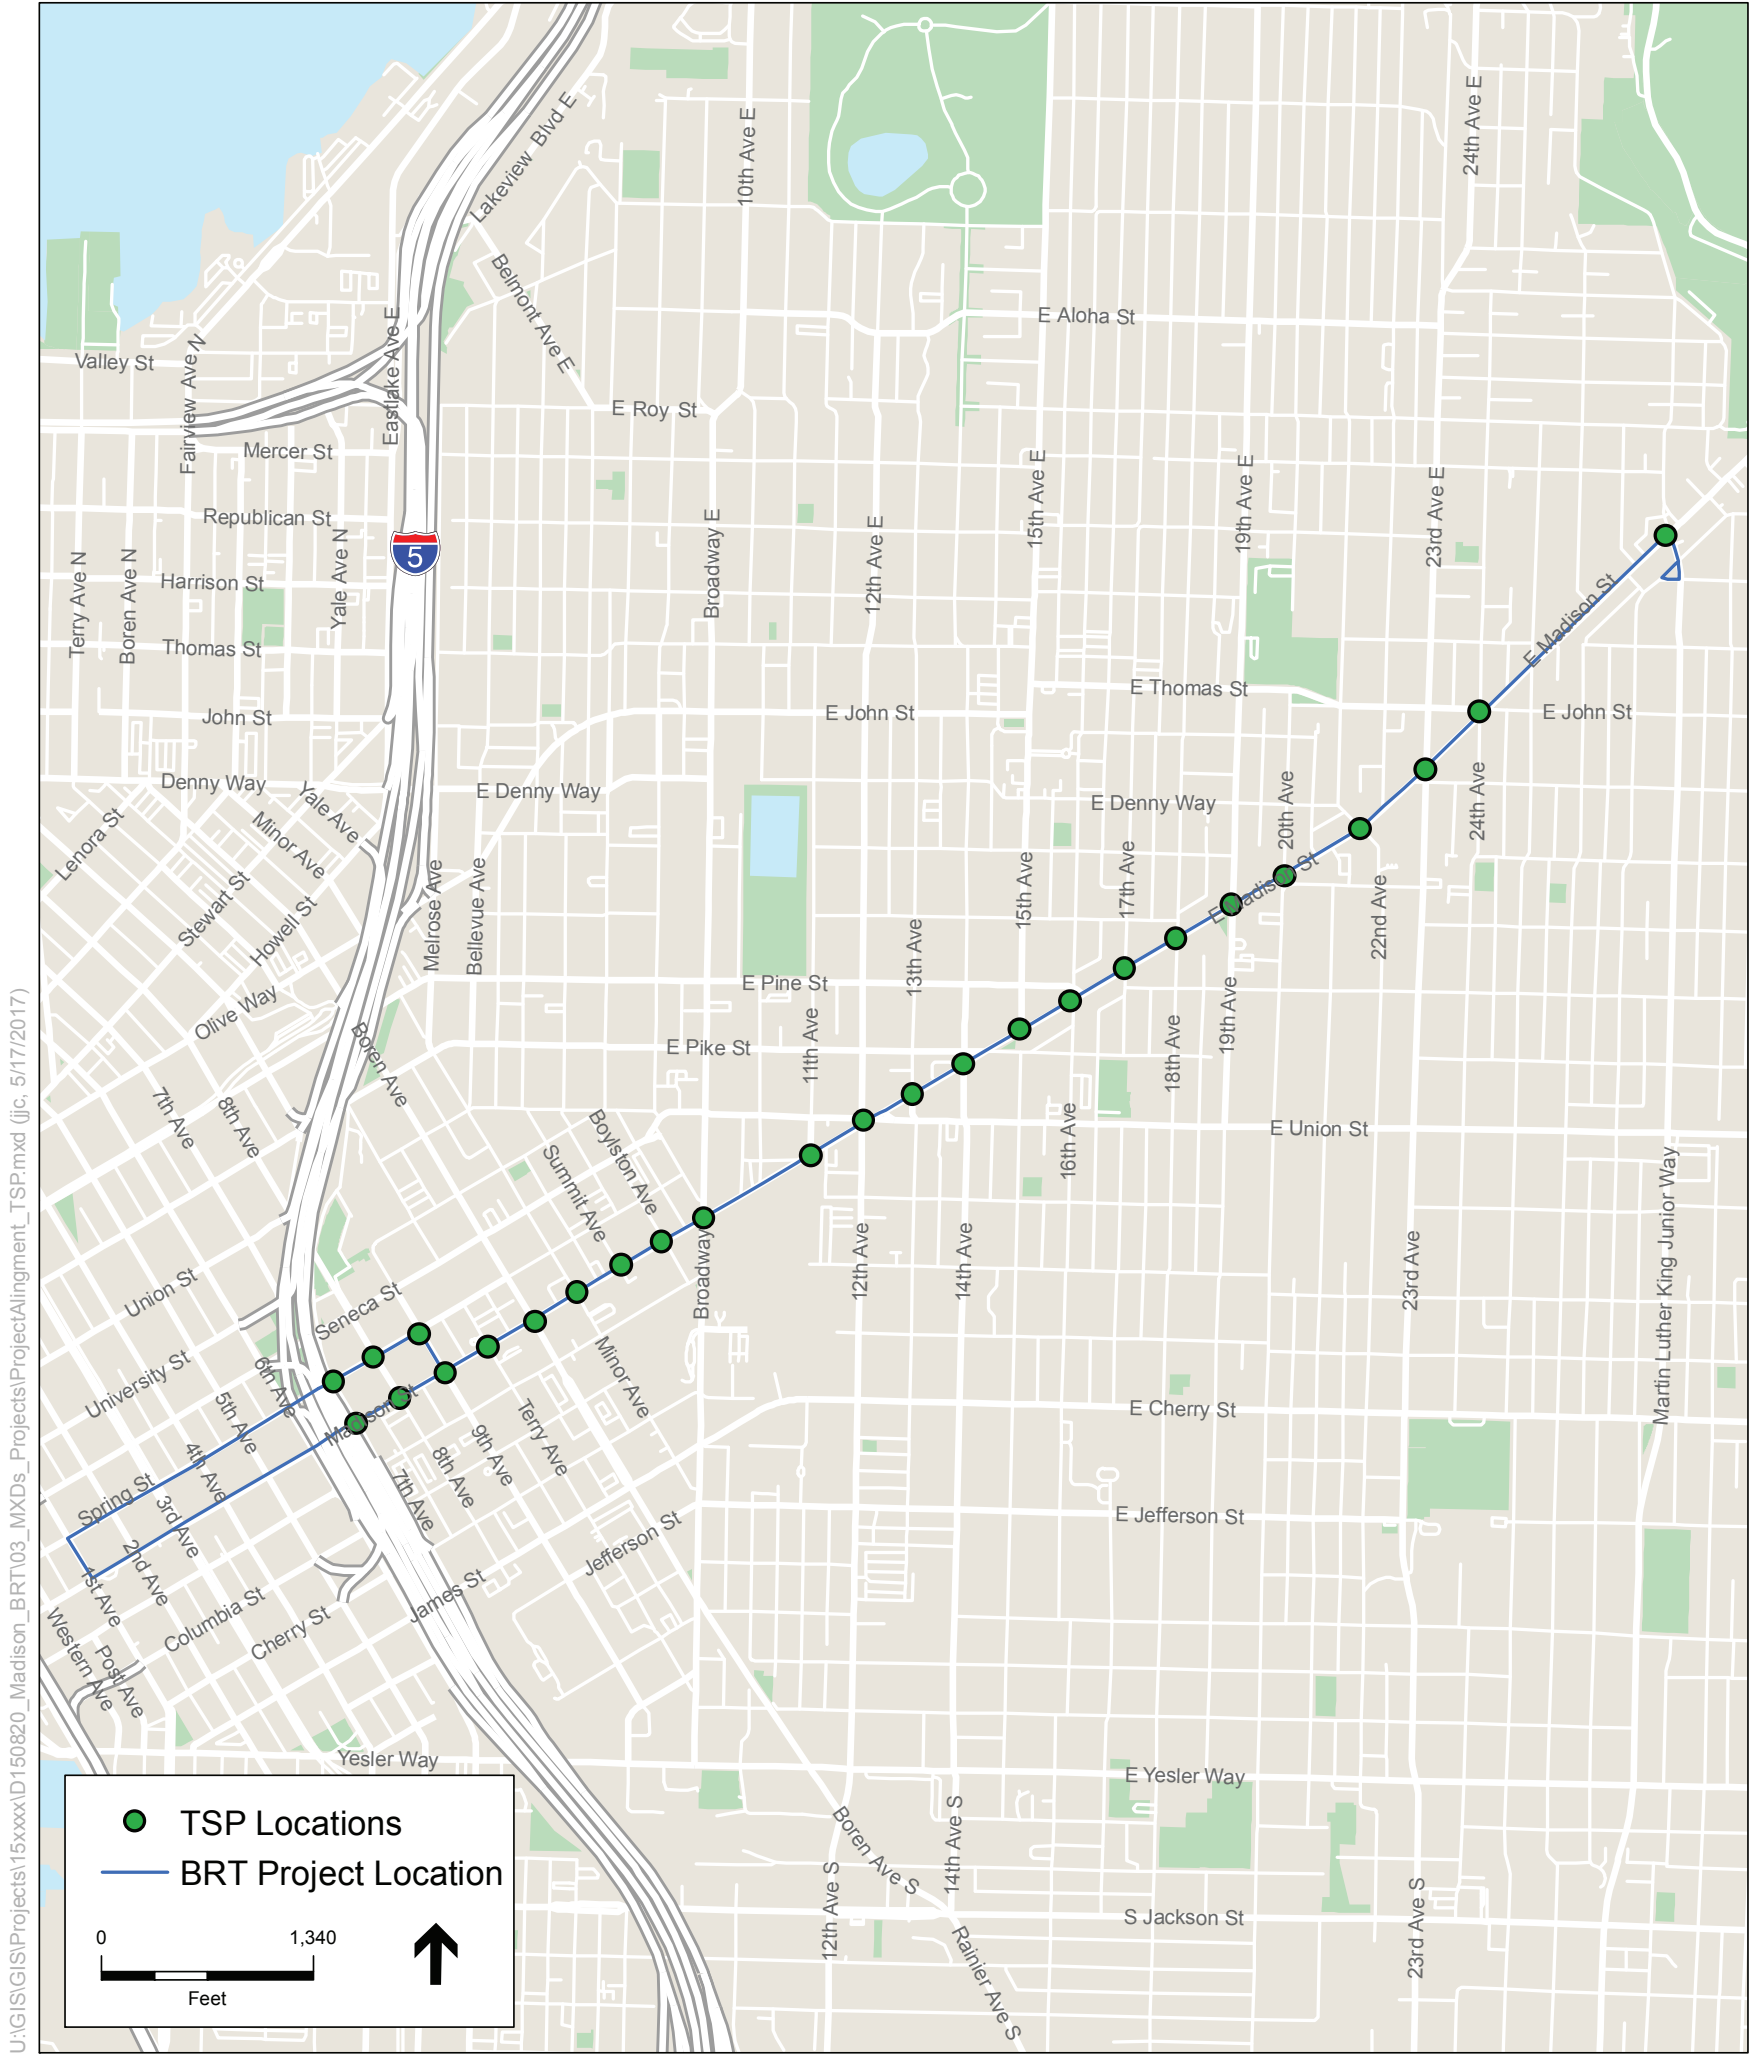 Lakeview Blvd E
10th Ave E
24th Ave E
Belmont Ave E
E Aloha St
Valley St
Fairview Ave N
Eastlake Ave E
E Roy St
Mercer St
Republican St
Yale Ave N
5
Broadway E
12th Ave E
15th Ave E
19th Ave E
23rd Ave E
Terry Ave N
Boren Ave N
Harrison St
Thomas St
E Madison St
E Thomas St
John St
E John St
E John St
Denny Way
Yale Ave
E Denny Way
E Denny Way
20th Ave
24th Ave
Lenora St
Minor Ave
Stewart St
Howell St
Melrose Ave
Bellevue Ave
13th Ave
15th Ave
17th Ave
E Madison St
22nd Ave
Olive Way
E Pine St
11th Ave
E Pike St
18th Ave
19th Ave
Boren Ave
7th Ave
8th Ave
Boylston Ave
Summit Ave
16th Ave
E Union St
Union St
Seneca St
Broadway
12th Ave
14th Ave
23rd Ave
Martin Luther King Junior Way
University St
6th Ave
5th Ave
Madison St
Minor Ave
Terry Ave
9th Ave
8th Ave
7th Ave
E Cherry St
4th Ave
Spring St
3rd Ave
2nd Ave
1st Ave
Jefferson St
E Jefferson St
James St
Columbia St
Cherry St
Western Ave
Post Ave
Yesler Way
E Yesler Way
Boren Ave S
14th Ave S
12th Ave S
Rainier Ave S
S Jackson St
23rd Ave S
TSP Locations
BRT Project Location
0 1,340
Feet
U:\GIS\GIS\Projects\15xxxx\D150820_Madison_BRT\03_MXDs_Projects\ProjectAlingment_TSP.mxd (jjc, 5/17/2017)